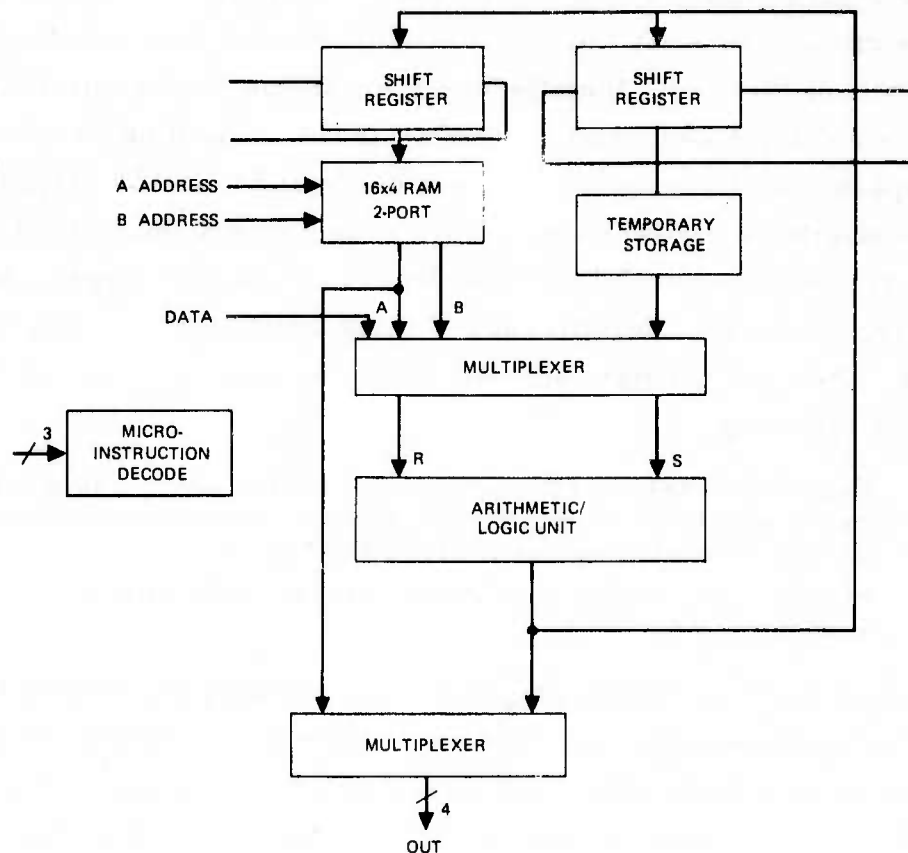 SHIFT
REGISTER
SHIFT
REGISTER
A ADDRESS
B ADDRESS
16x4 RAM
2-PORT
TEMPORARY
STORAGE
DATA
A
B
MULTIPLEXER
3
MICRO-
INSTRUCTION
DECODE
R
S
ARITHMETIC/
LOGIC UNIT
MULTIPLEXER
4
OUT